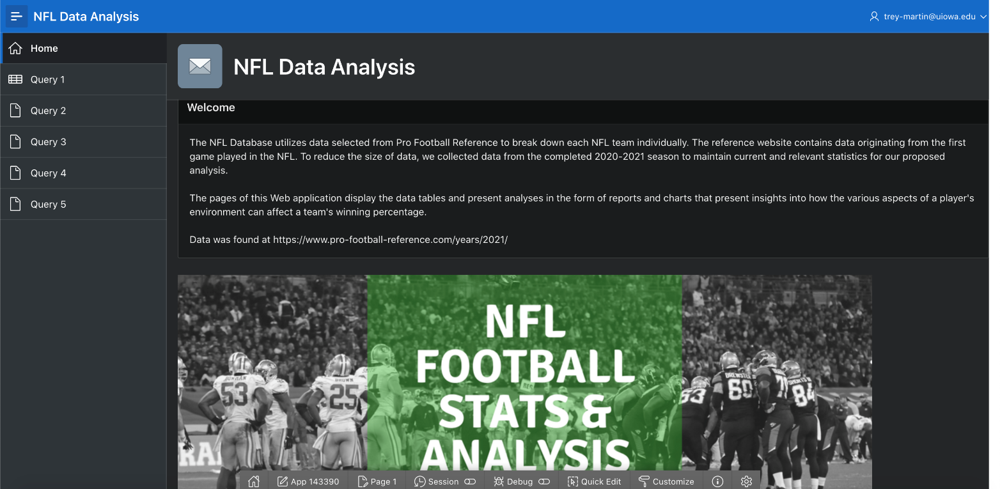 NFL Data Analysis
trey-martin@uiowa.edu
Home
Query 1
Query 2
Query 3
Query 4
Query 5
NFL Data Analysis
Welcome
The NFL Database utilizes data selected from Pro Football Reference to break down each NFL team individually. The reference website contains data originating from the first
game played in the NFL. To reduce the size of data, we collected data from the completed 2020-2021 season to maintain current and relevant statistics for our proposed
analysis.
The pages of this Web application display the data tables and present analyses in the form of reports and charts that present insights into how the various aspects of a player's
environment can affect a team's winning percentage.
Data was found at https://www.pro-football-reference.com/years/2021/
NFL
FOOTBALL
STATS &
ANALYSIS
53
BROWN
25
BREWSTER
60
84
App 143390
Page 1
Session
Debug
Quick Edit
Customize